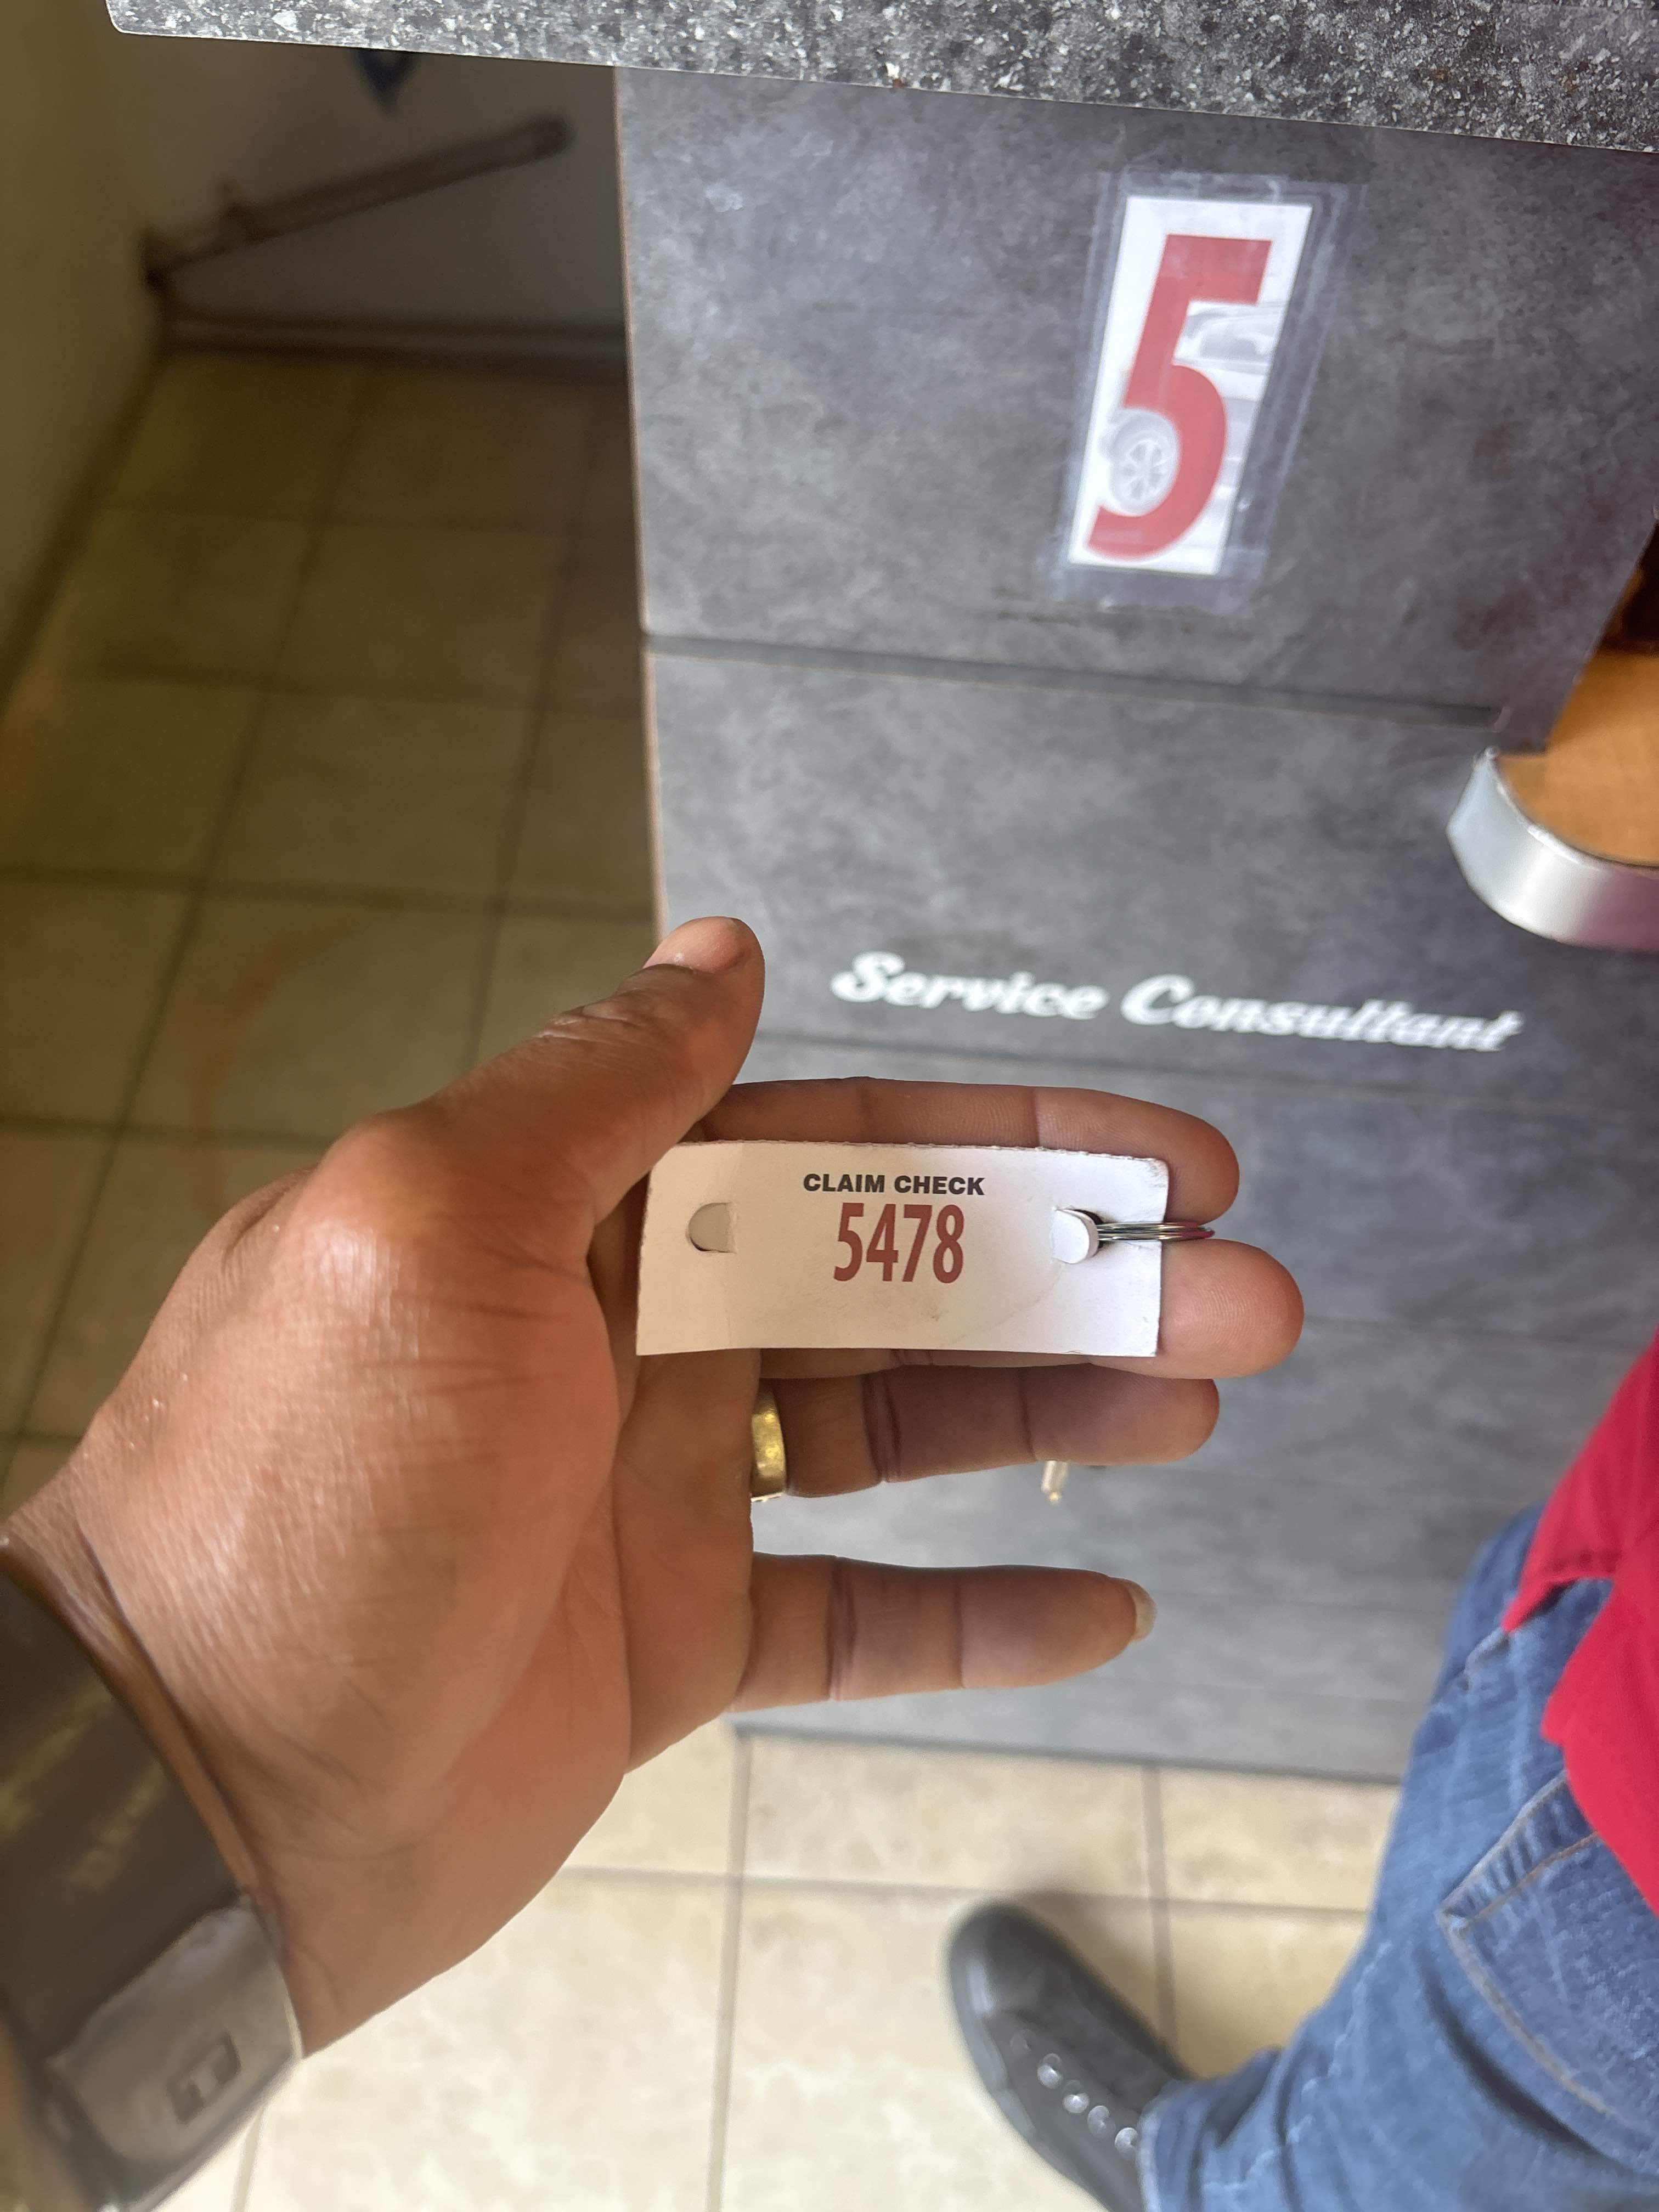 5
Service Consultant
CLAIM CHECK
5478